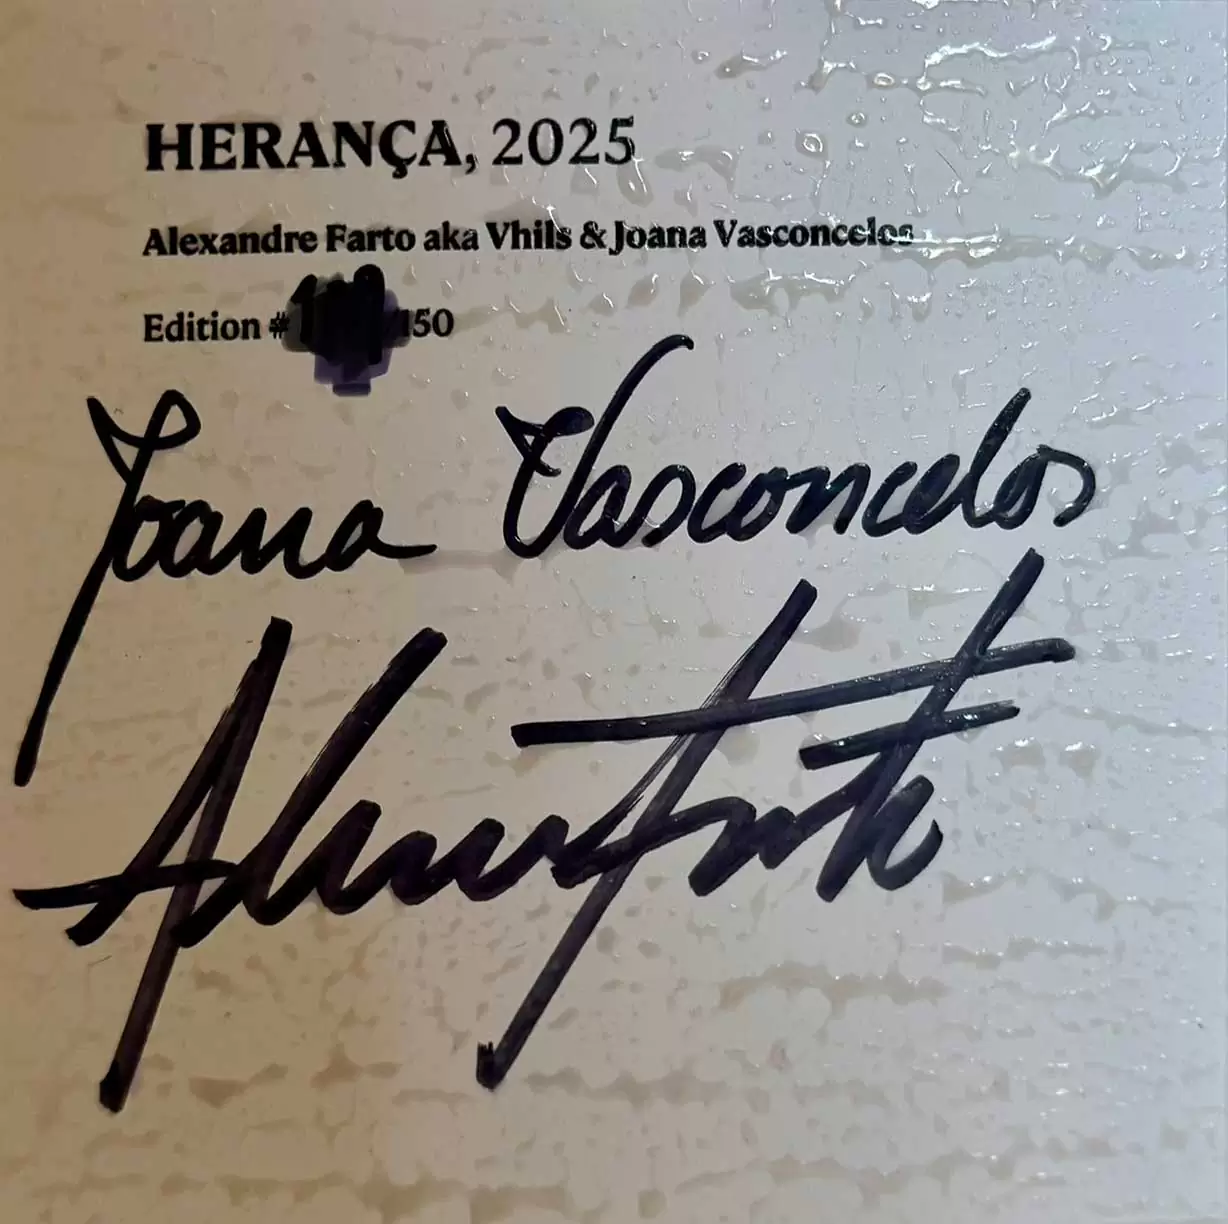 HERANÇA, 2025
Alexandre Farto aka Vhils & Joana Vasconcelos
Edition # 150
Joana Vasconcelos